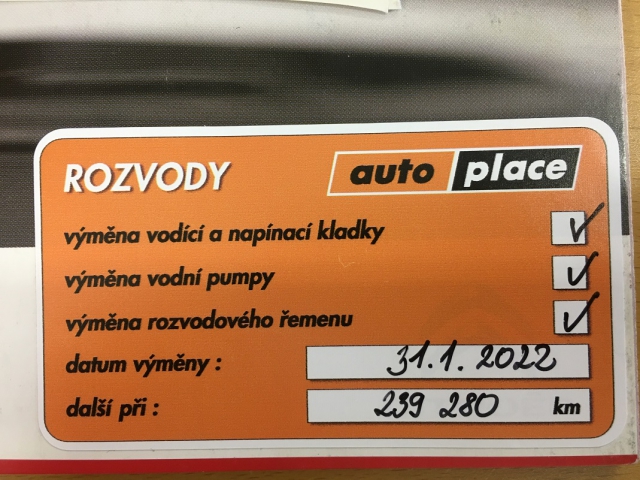 ROZVODY auto place
výměna vodící a napínací kladky
výměna vodní pumpy
výměna rozvodového řemenu
datum výměny : 31.1.2022
další při : 239 280 km